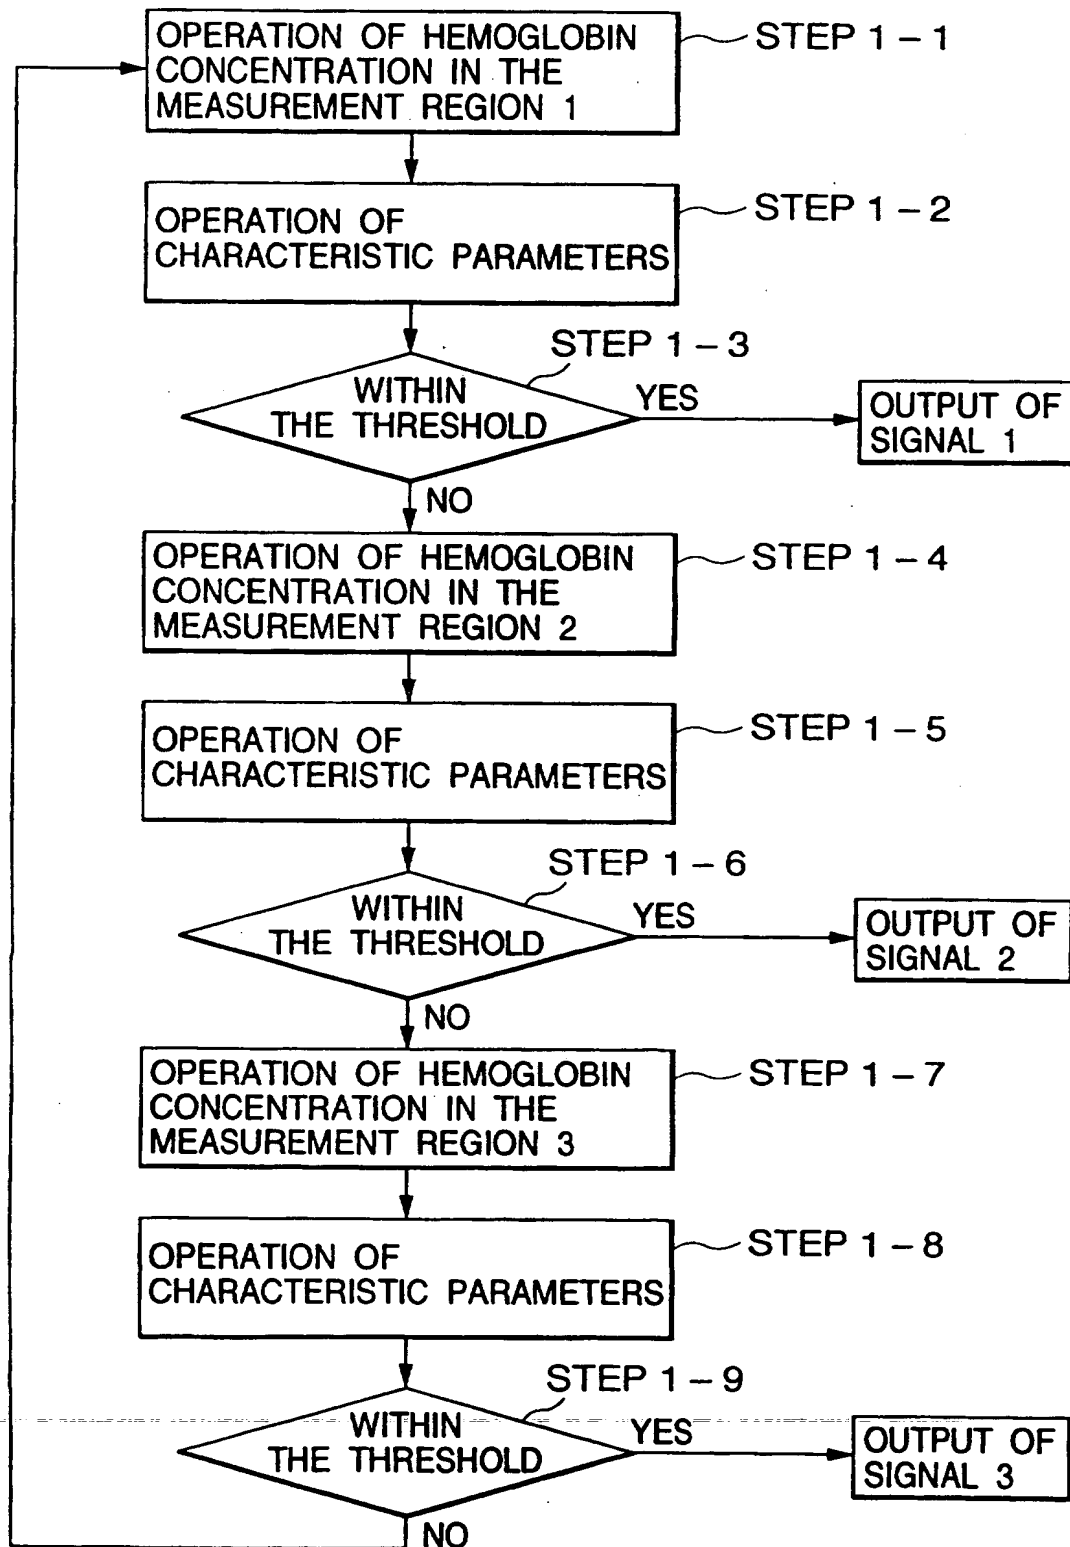 OPERATION OF HEMOGLOBIN
CONCENTRATION IN THE
MEASUREMENT REGION 1
STEP 1-1
OPERATION OF
CHARACTERISTIC PARAMETERS
STEP 1-2
STEP 1-3
WITHIN
THE THRESHOLD
YES
OUTPUT OF
SIGNAL 1
NO
OPERATION OF HEMOGLOBIN
CONCENTRATION IN THE
MEASUREMENT REGION 2
STEP 1-4
OPERATION OF
CHARACTERISTIC PARAMETERS
STEP 1-5
STEP 1-6
WITHIN
THE THRESHOLD
YES
OUTPUT OF
SIGNAL 2
NO
OPERATION OF HEMOGLOBIN
CONCENTRATION IN THE
MEASUREMENT REGION 3
STEP 1-7
OPERATION OF
CHARACTERISTIC PARAMETERS
STEP 1-8
STEP 1-9
WITHIN
THE THRESHOLD
YES
OUTPUT OF
SIGNAL 3
NO